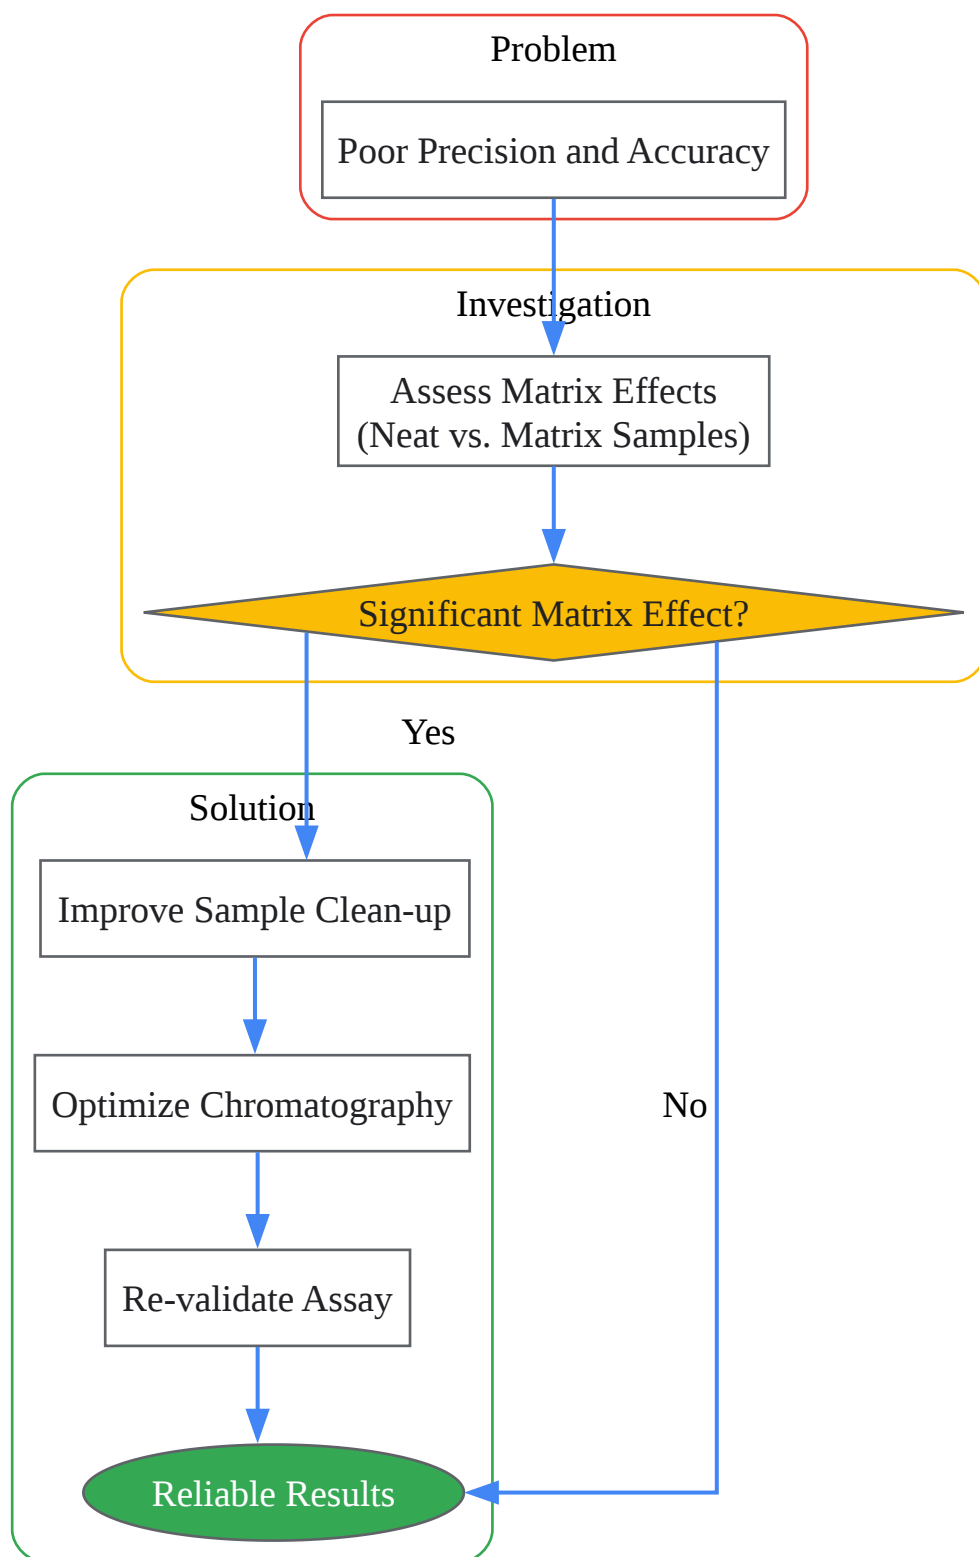 Problem
Poor Precision and Accuracy
Investigation
Assess Matrix Effects
(Neat vs. Matrix Samples)
Significant Matrix Effect?
Yes
Solution
Improve Sample Clean-up
Optimize Chromatography
No
Re-validate Assay
Reliable Results